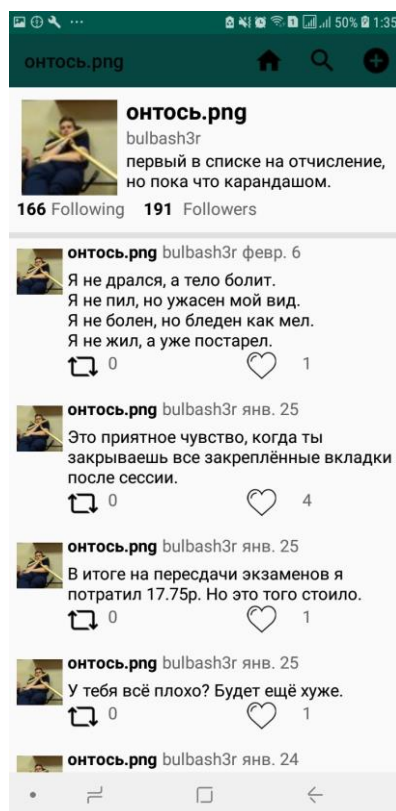 50% 1:35
онтось.png
онтось.png
bulbash3r
первый в списке на отчисление,
но пока что карандашом.
166 Following 191 Followers
онтось.png bulbash3r февр. 6
Я не дрался, а тело болит.
Я не пил, но ужасен мой вид.
Я не болен, но бледен как мел.
Я не жил, а уже постарел.
0 1
онтось.png bulbash3r янв. 25
Это приятное чувство, когда ты
закрываешь все закреплённые вкладки
после сессии.
0 4
онтось.png bulbash3r янв. 25
В итоге на пересдачи экзаменов я
потратил 17.75р. Но это того стоило.
0 1
онтось.png bulbash3r янв. 25
У тебя всё плохо? Будет ещё хуже.
0 1
онтось.png bulbash3r янв. 24